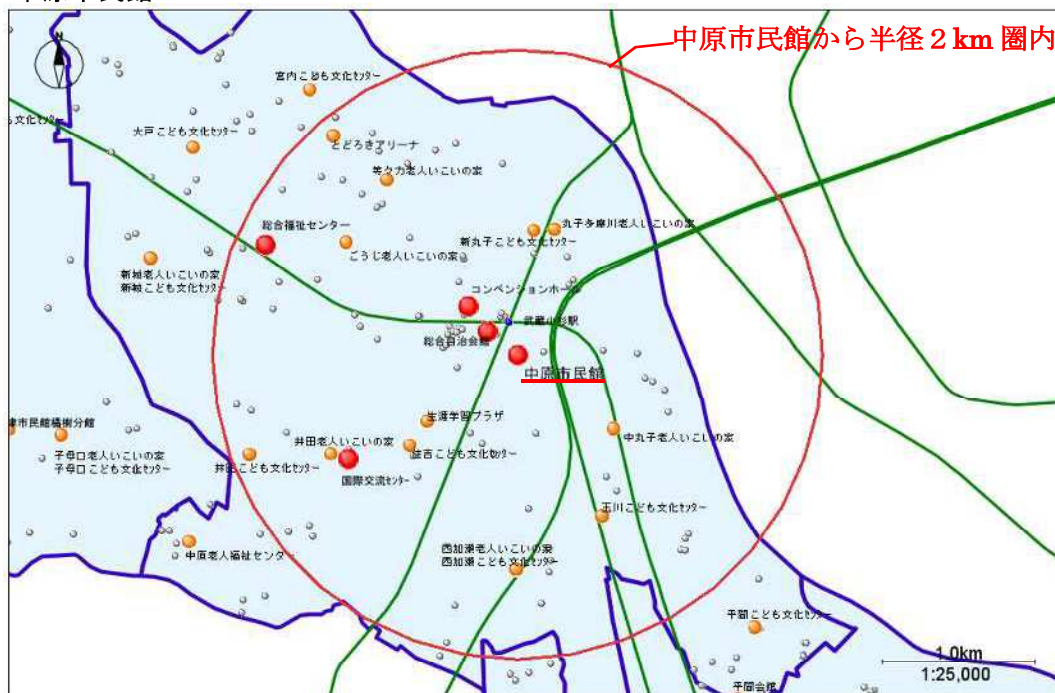 中原市民館から半径2km圏内
N
宮内こども文化センター
も文化センター
大戸こども文化センター
とどろきアリーナ
等々力老人いこいの家
総合福祉センター
丸子多摩川老人いこいの家
新丸子こども文化センター
ごうじ老人いこいの家
新城老人いこいの家
新城こども文化センター
コンベンションホール
武蔵小杉駅
総合自治会館
中原市民館
生涯学習プラザ
津市民館橘樹分館
井田老人いこいの家
中丸子老人いこいの家
子母口老人いこいの家
子母口こども文化センター
井田こども文化センター
住吉こども文化センター
国際交流センター
玉川こども文化センター
中原老人福祉センター
西加瀬老人いこいの家
西加瀬こども文化センター
平間こども文化センター
1.0km
1:25,000
平間会館